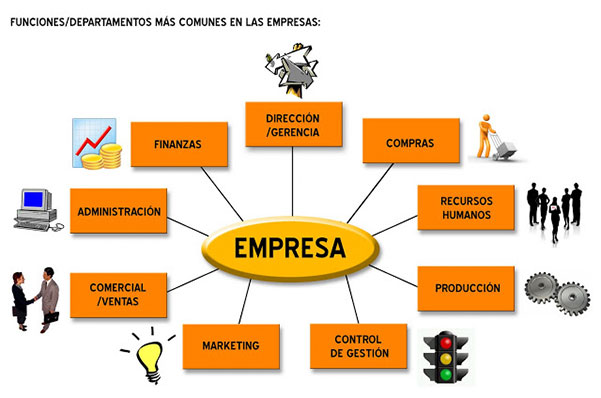 FUNCIONES/DEPARTAMENTOS MÁS COMUNES EN LAS EMPRESAS:
DIRECCIÓN
/GERENCIA
FINANZAS
COMPRAS
ADMINISTRACIÓN
RECURSOS
HUMANOS
EMPRESA
COMERCIAL
/VENTAS
PRODUCCIÓN
MARKETING
CONTROL
DE GESTIÓN